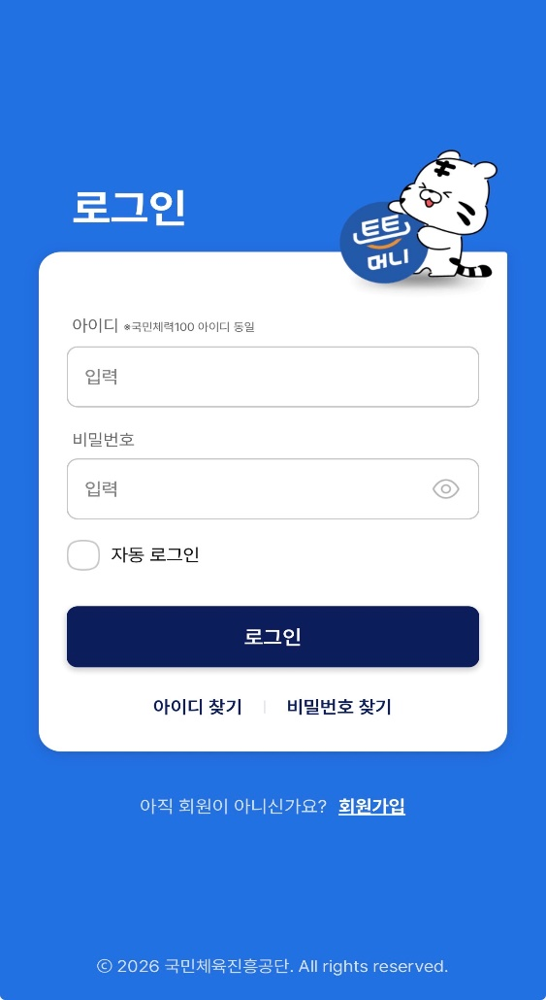 로그인
튼튼
머니
아이디 ※국민체력100 아이디 동일
입력
비밀번호
입력
자동 로그인
로그인
아이디 찾기 | 비밀번호 찾기
아직 회원이 아니신가요? 회원가입
ⓒ 2026 국민체육진흥공단. All rights reserved.